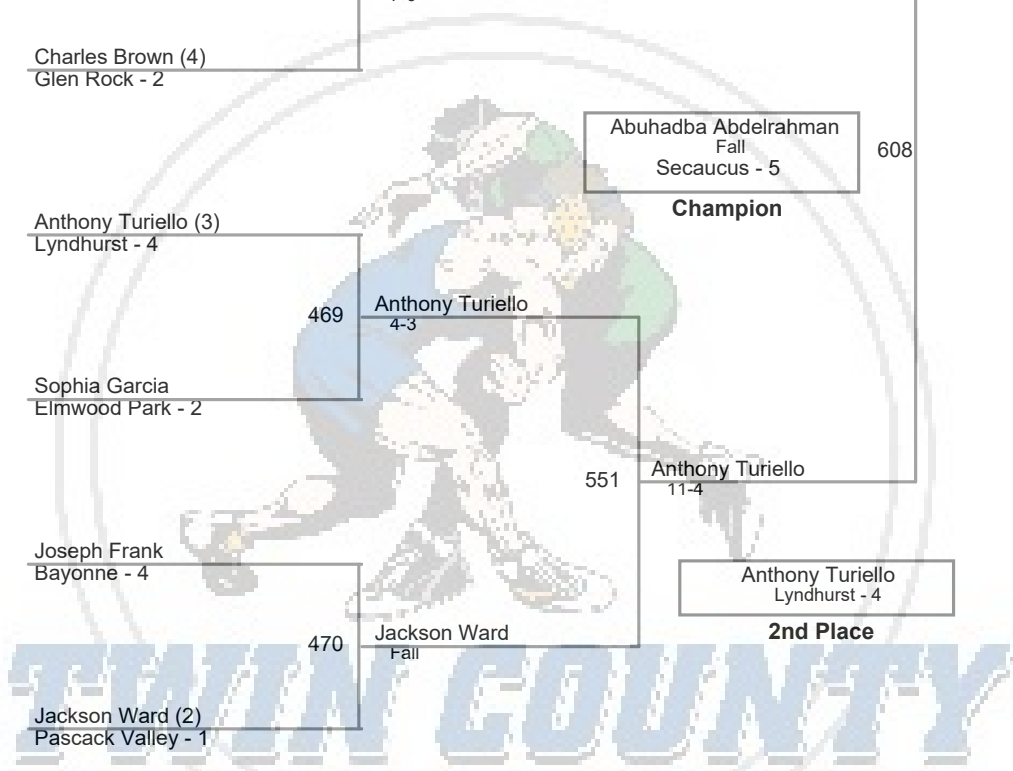 Charles Brown (4)
Glen Rock - 2
Abuhadba Abdelrahman
Fall
Secaucus - 5
608
Champion
Anthony Turiello (3)
Lyndhurst - 4
469
Anthony Turiello
4-3
Sophia Garcia
Elmwood Park - 2
551
Anthony Turiello
11-4
Joseph Frank
Bayonne - 4
Anthony Turiello
Lyndhurst - 4
2nd Place
470
Jackson Ward
Fall
Jackson Ward (2)
Pascack Valley - 1
TWIN COUNTY